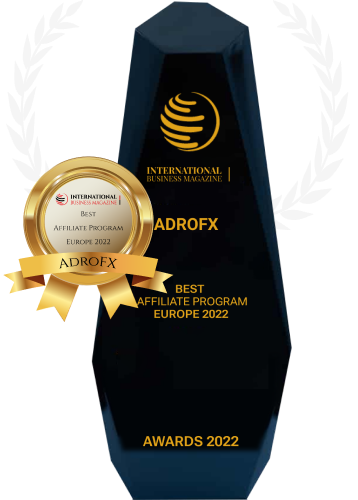 INTERNATIONAL
BUSINESS MAGAZINE
ADROFX
BEST
AFFILIATE PROGRAM
EUROPE 2022
AWARDS 2022
INTERNATIONAL
BUSINESS MAGAZINE
Best
Affiliate Program
Europe 2022
ADROFX